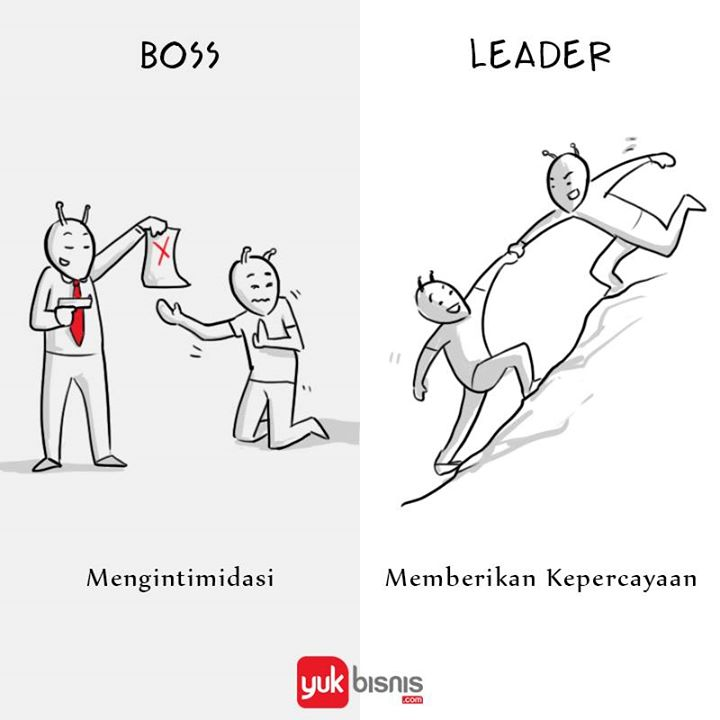 BOSS
LEADER
X
Mengintimidasi
Memberikan Kepercayaan
yuk bisnis
.com